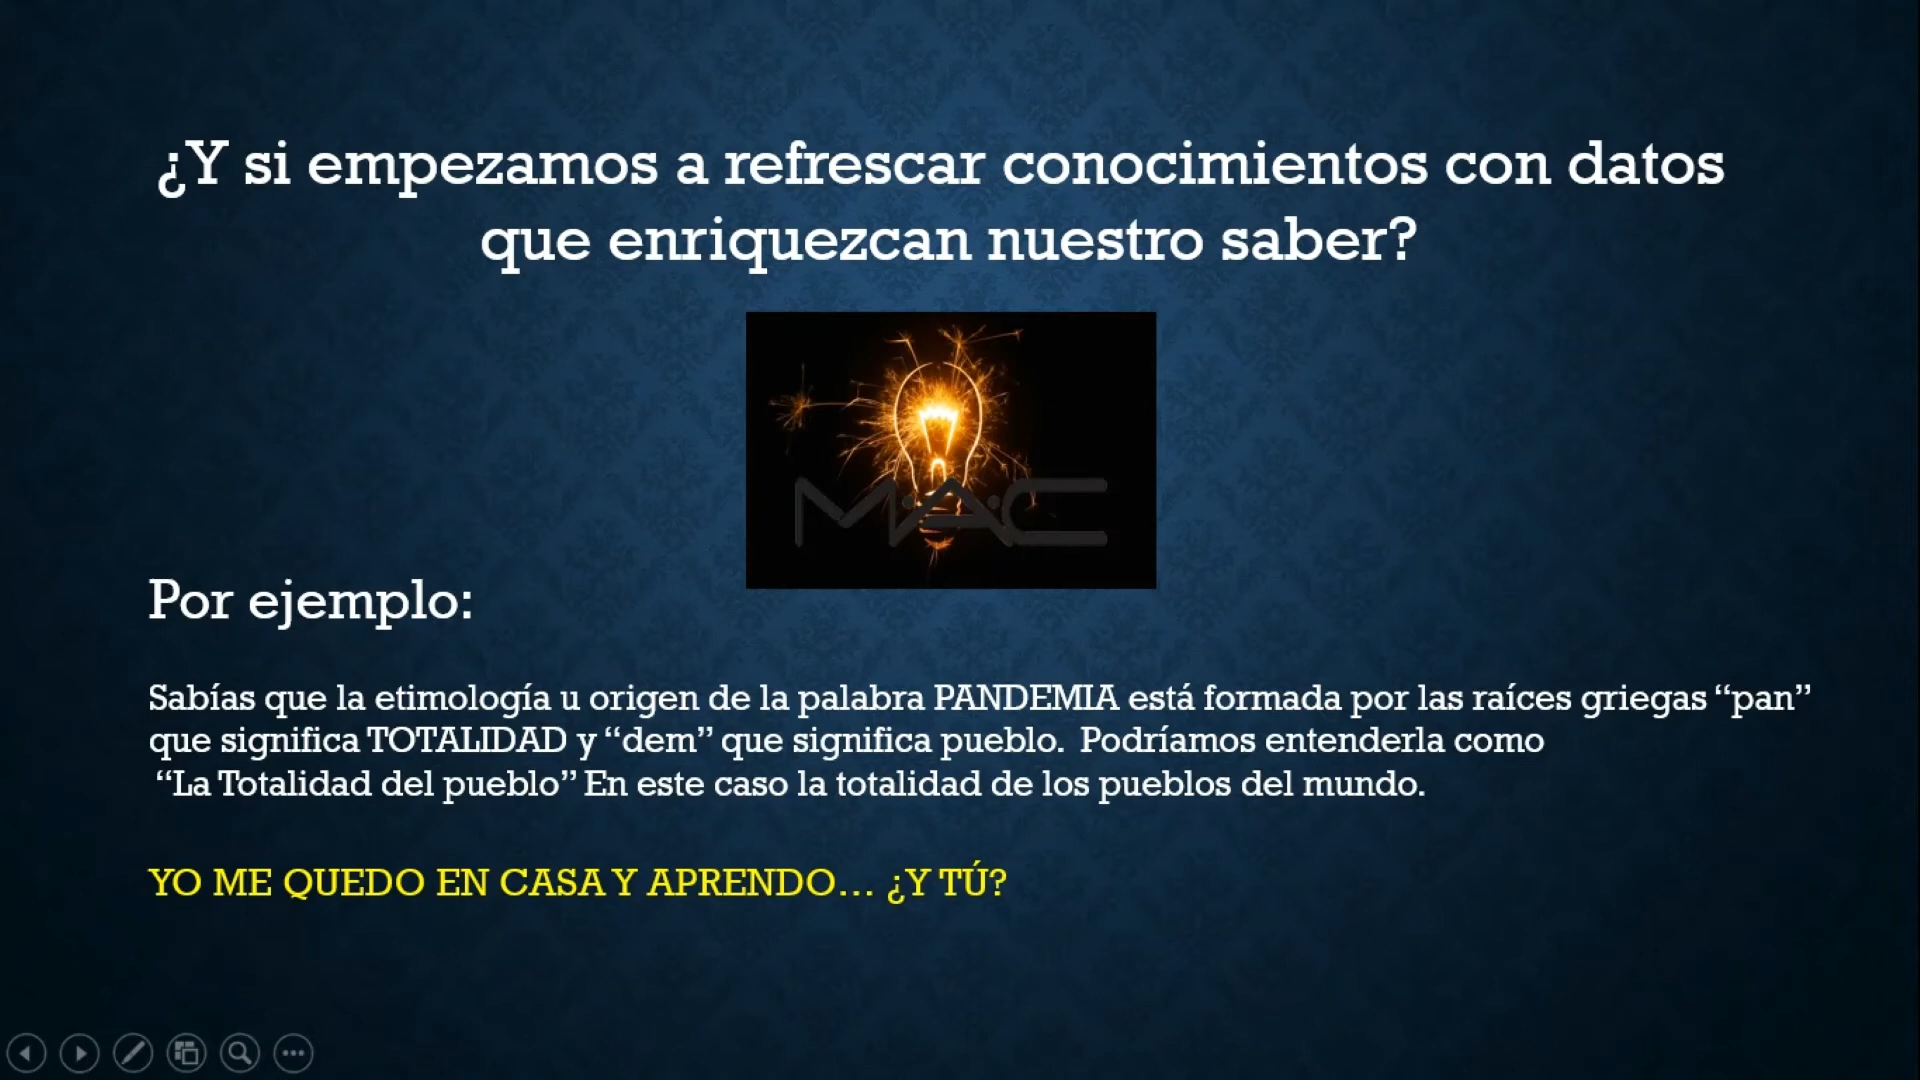 ¿Y si empezamos a refrescar conocimientos con datos
que enriquezcan nuestro saber?
MAC
Por ejemplo:
Sabías que la etimología u origen de la palabra PANDEMIA está formada por las raíces griegas “pan”
que significa TOTALIDAD y “dem” que significa pueblo. Podríamos entenderla como
“La Totalidad del pueblo” En este caso la totalidad de los pueblos del mundo.
YO ME QUEDO EN CASA Y APRENDO... ¿Y TÚ?